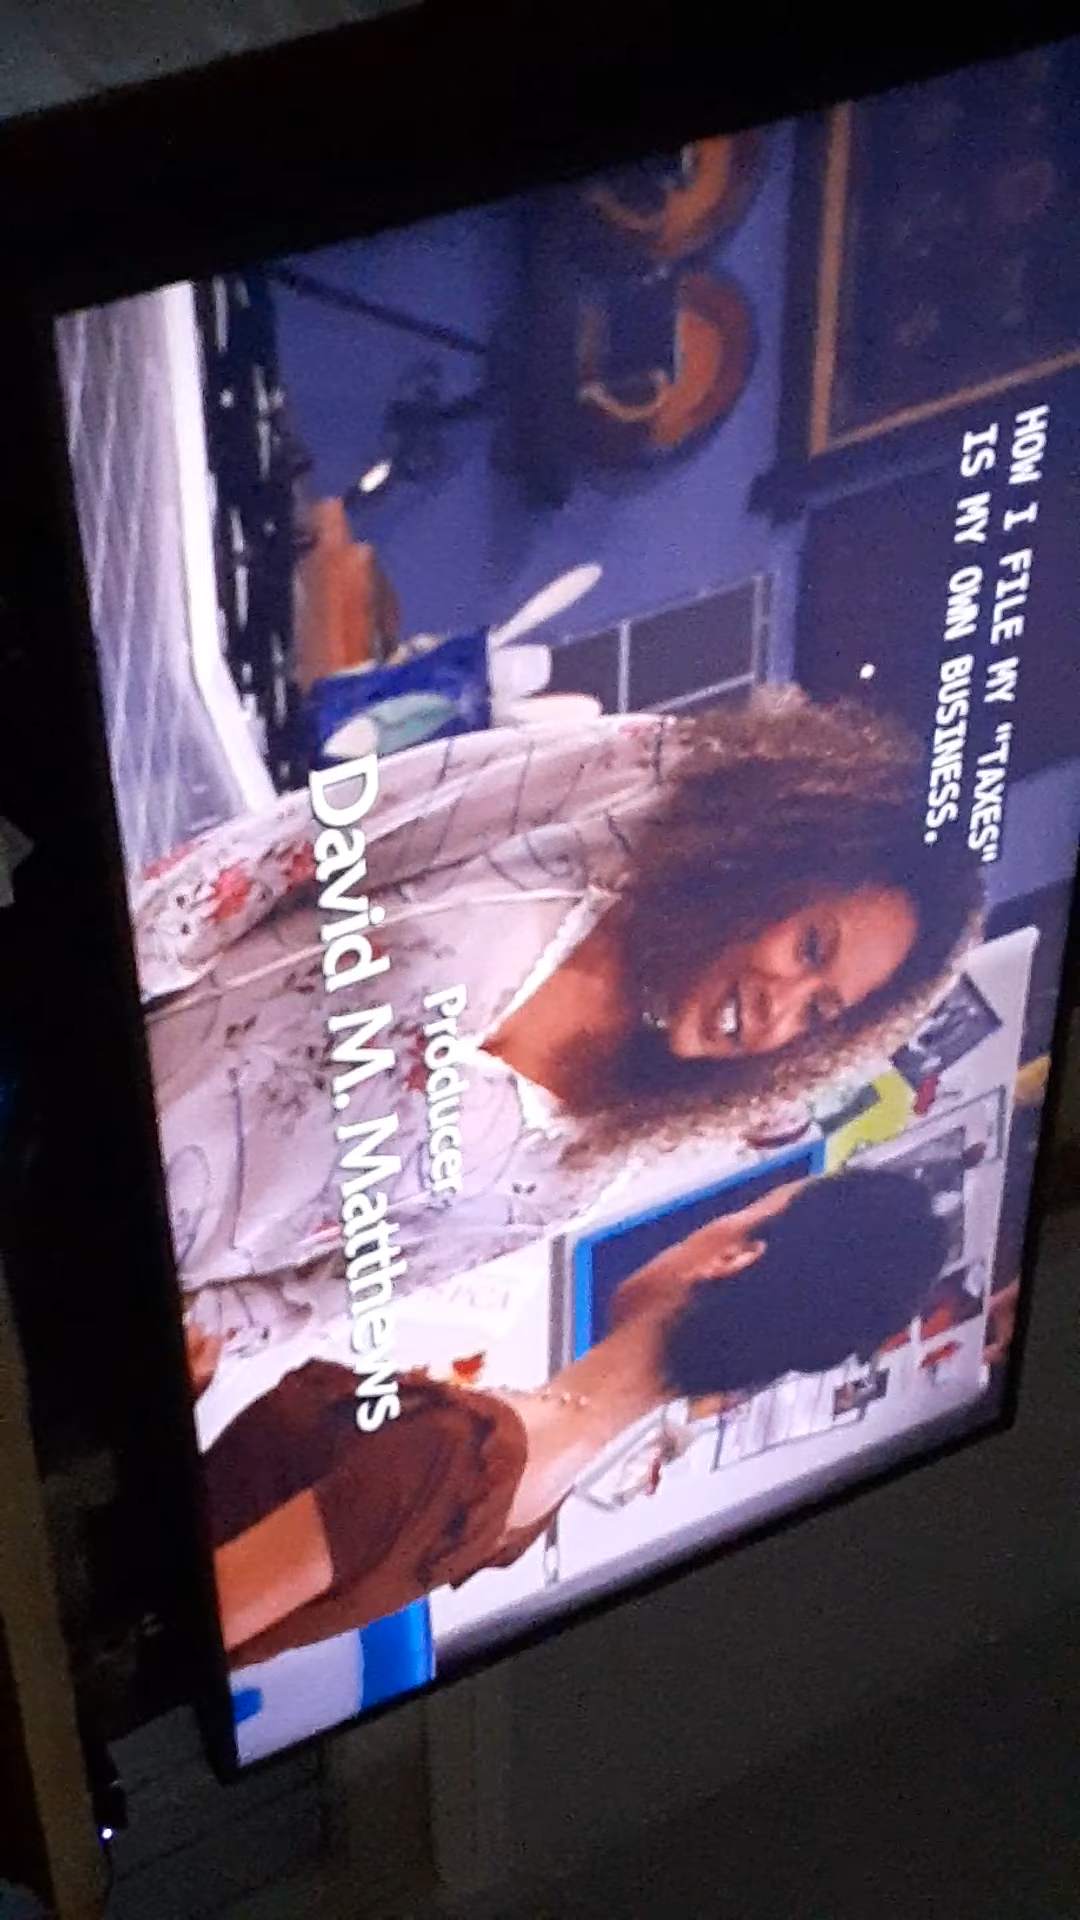 HOW I FILE MY "TAXES"
IS MY OWN BUSINESS.
Producer
David M. Matthews